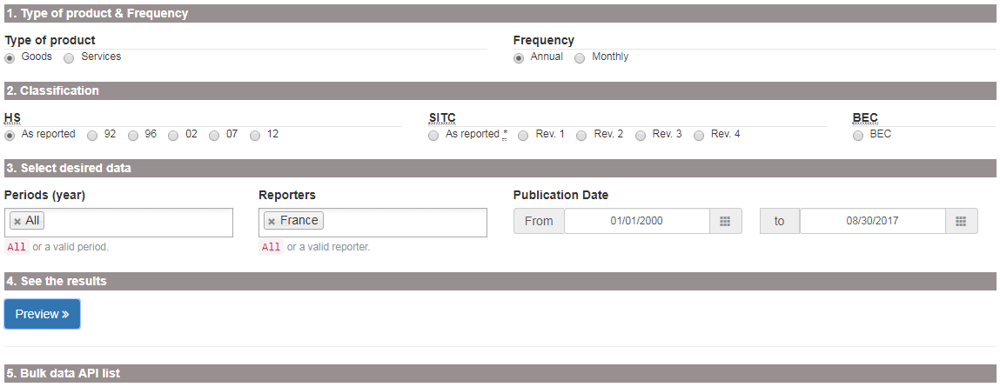 1. Type of product & Frequency
Type of product Frequency
Goods Services Annual Monthly
2. Classification
HS SITC BEC
As reported 92 96 02 07 12 As reported * Rev. 1 Rev. 2 Rev. 3 Rev. 4 BEC
3. Select desired data
Periods (year) Reporters Publication Date
× All × France From 01/01/2000 to 08/30/2017
All or a valid period. All or a valid reporter.
4. See the results
Preview »
5. Bulk data API list